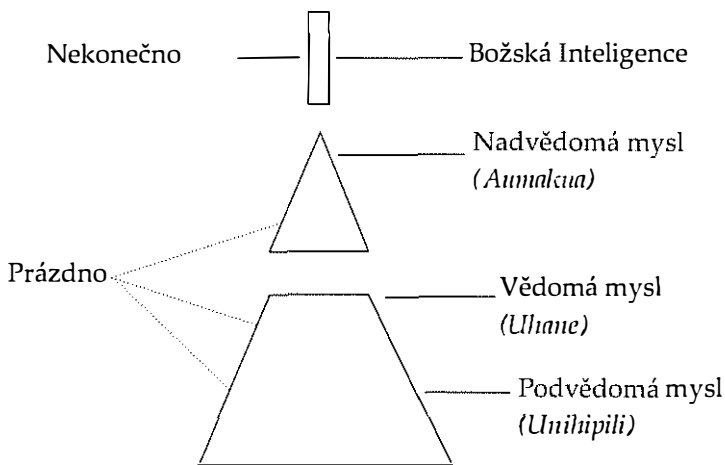 Nekonečno
Božská Inteligence
Nadvědomá mysl
(Aumakua)
Prázdno
Vědomá mysl
(Uhane)
Podvědomá mysl
(Unihipili)